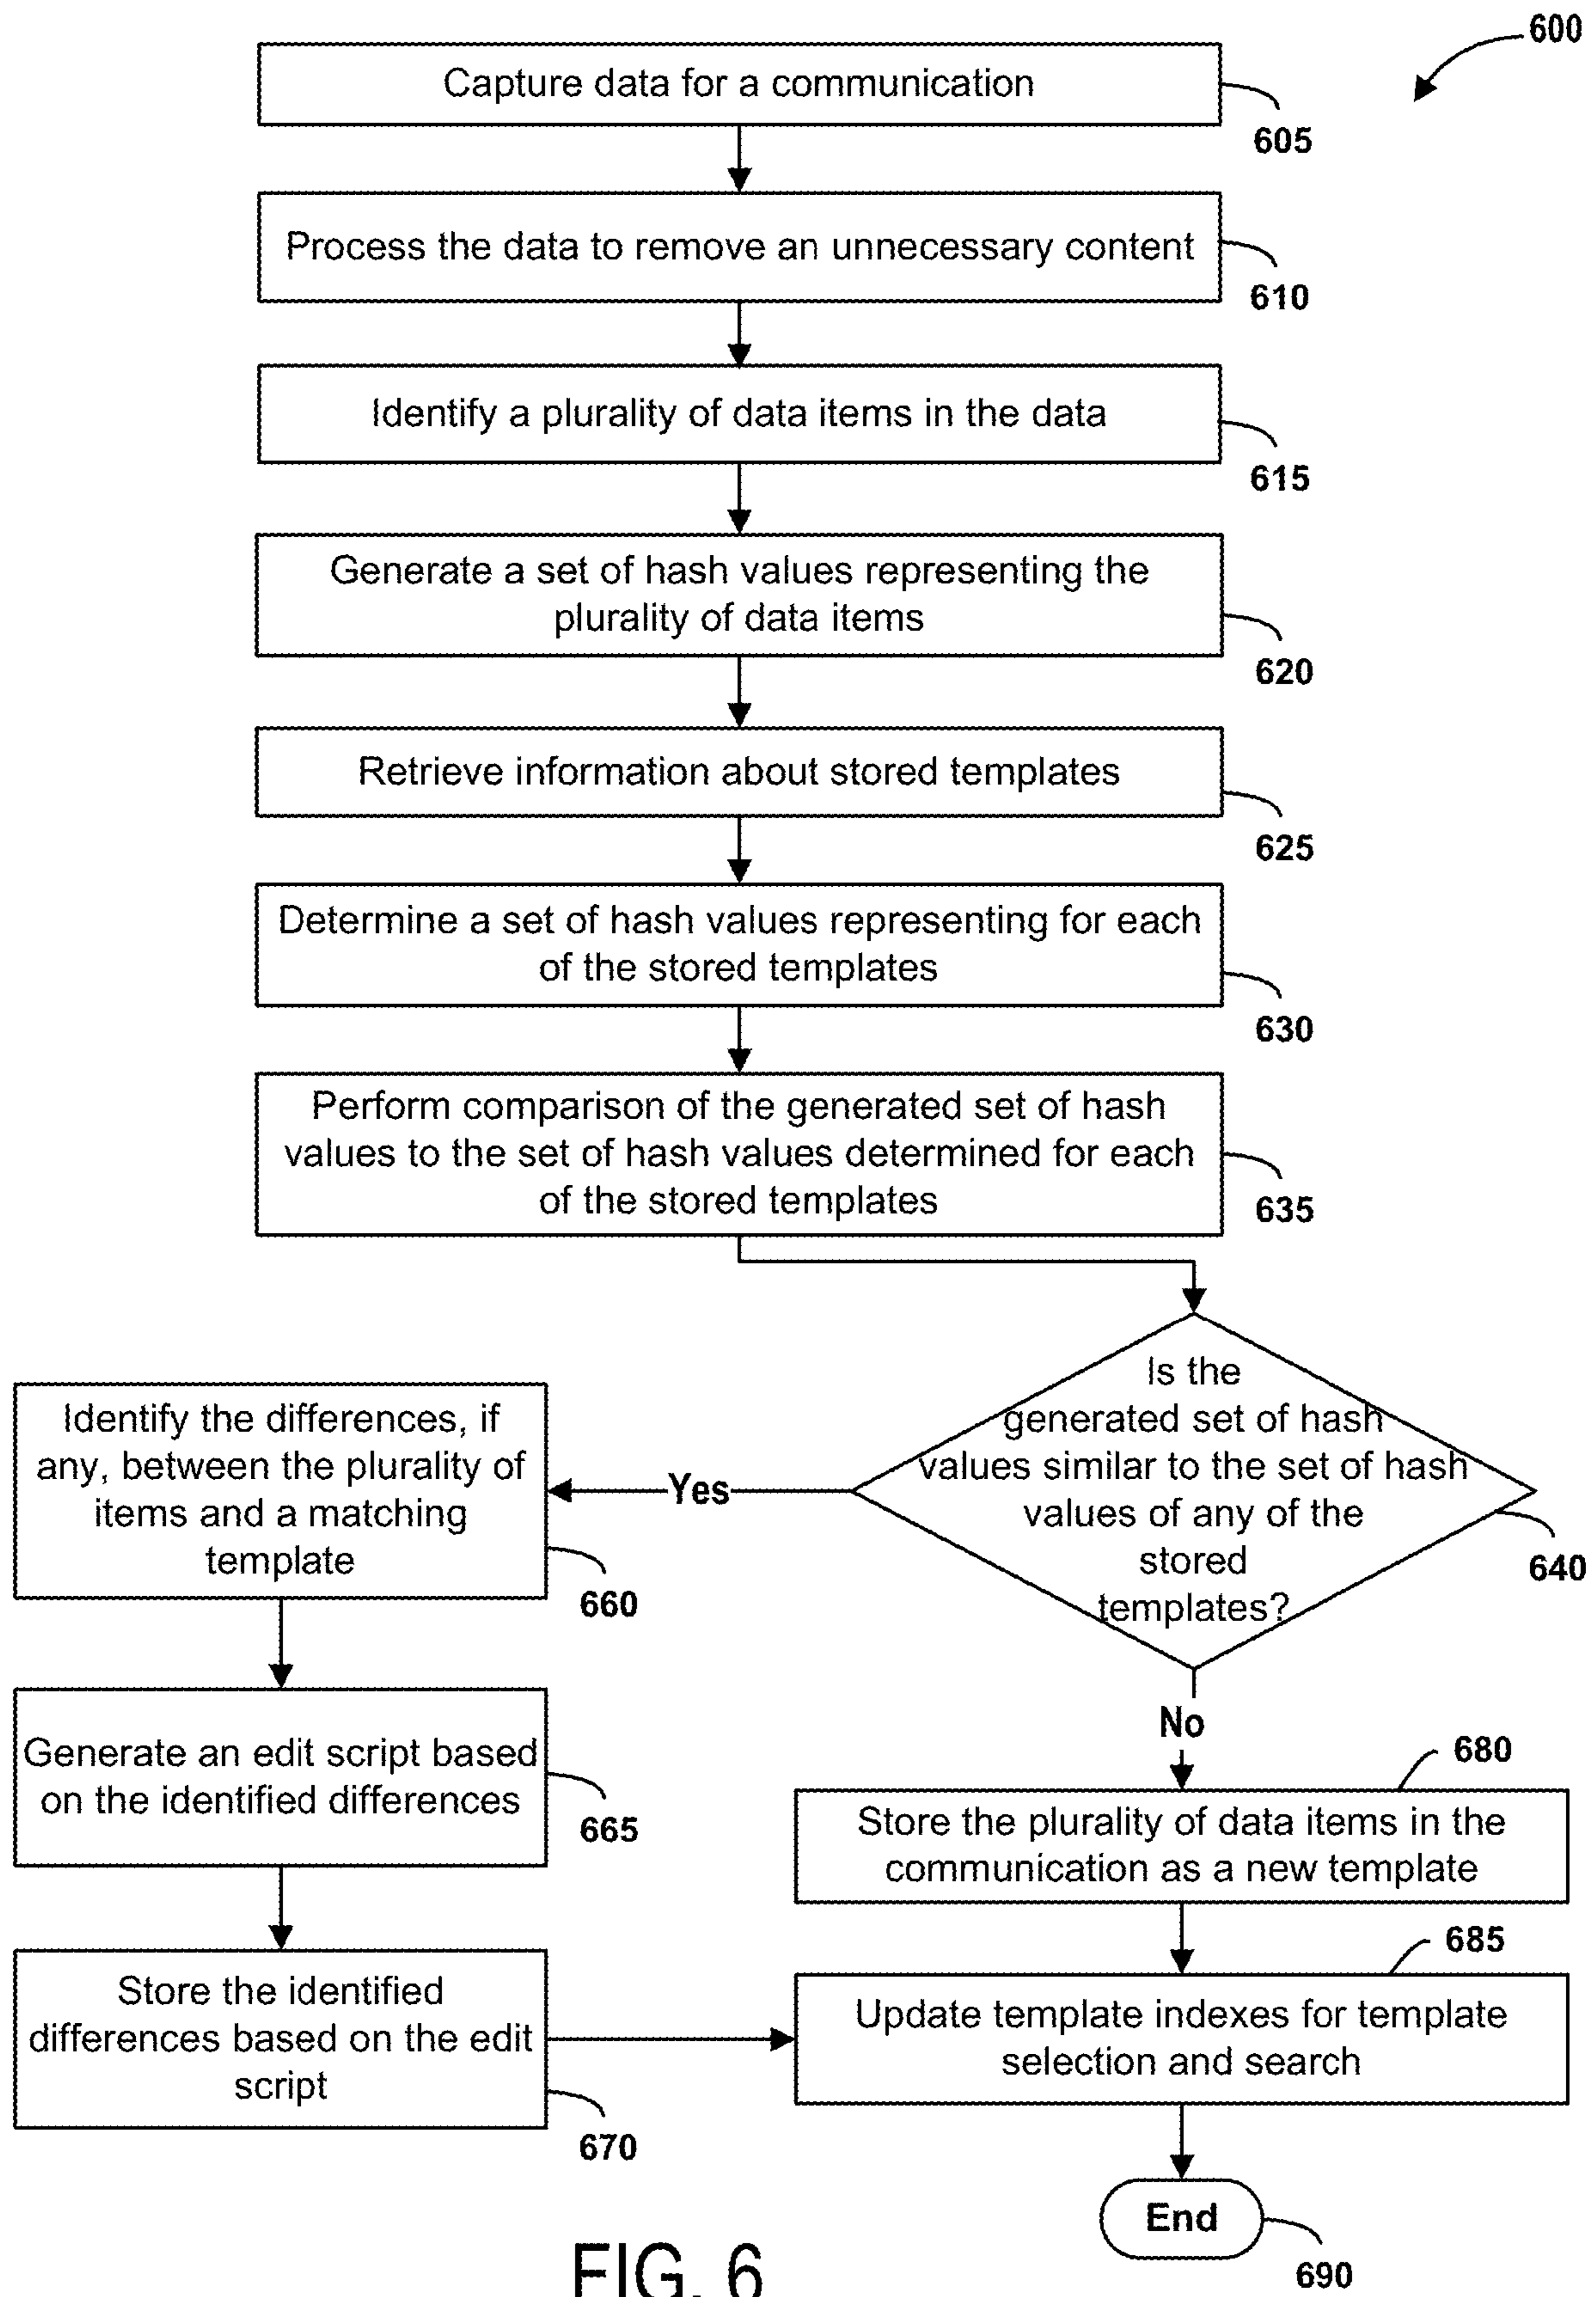 600
Capture data for a communication
605
Process the data to remove an unnecessary content
610
Identify a plurality of data items in the data
615
Generate a set of hash values representing the
plurality of data items
620
Retrieve information about stored templates
625
Determine a set of hash values representing for each
of the stored templates
630
Perform comparison of the generated set of hash
values to the set of hash values determined for each
of the stored templates
635
Is the
generated set of hash
values similar to the set of hash
values of any of the
stored
templates?
640
Yes
Identify the differences, if
any, between the plurality of
items and a matching
template
660
Generate an edit script based
on the identified differences
665
Store the identified
differences based on the edit
script
670
No
680
Store the plurality of data items in the
communication as a new template
685
Update template indexes for template
selection and search
End
690
FIG. 6